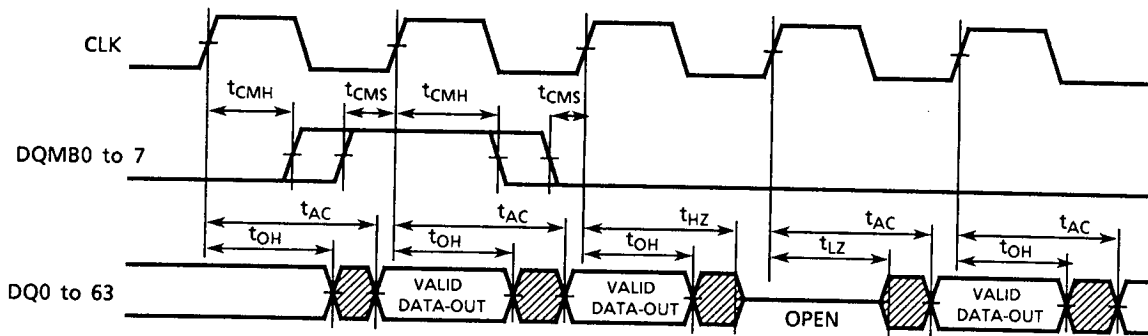 CLK
tCMH
tCMS
tCMH
tCMS
DQMB0 to 7
tAC
tAC
tHZ
tAC
tAC
tOH
tOH
tOH
tLZ
tOH
DQ0 to 63
VALID
DATA-OUT
VALID
DATA-OUT
OPEN
VALID
DATA-OUT